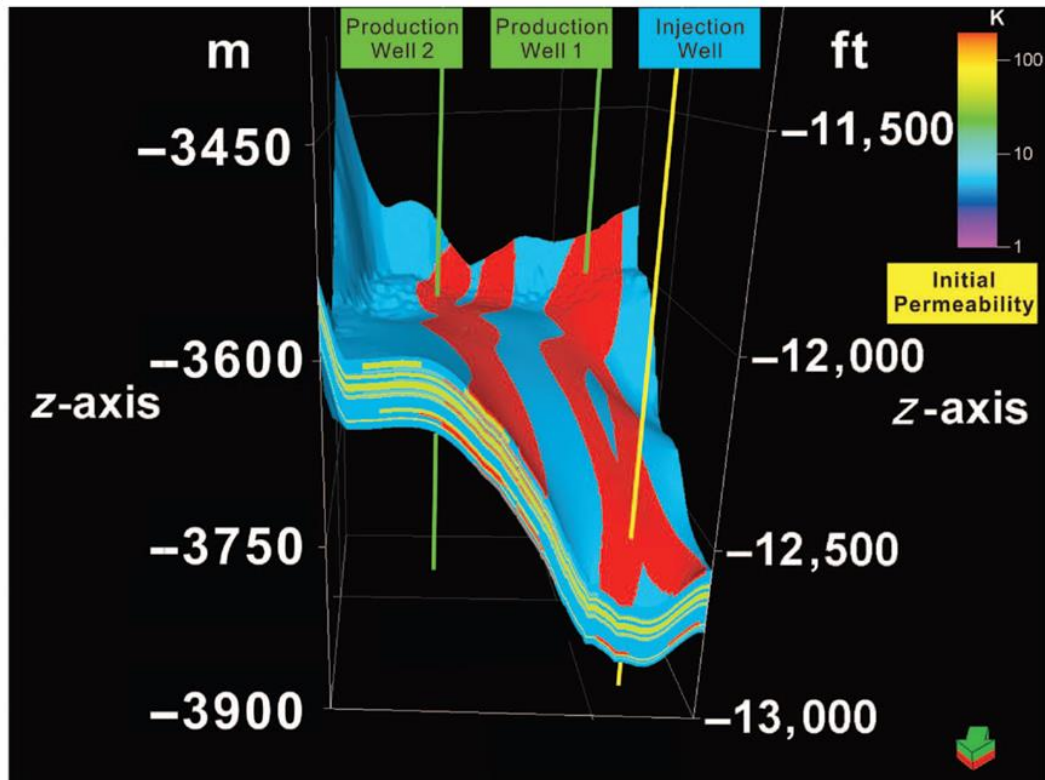 Production
Well 2
Production
Well 1
Injection
Well
K
m
ft
100
–3450
–11,500
10
1
Initial
Permeability
–3600
–12,000
z-axis
z-axis
–3750
–12,500
–3900
–13,000